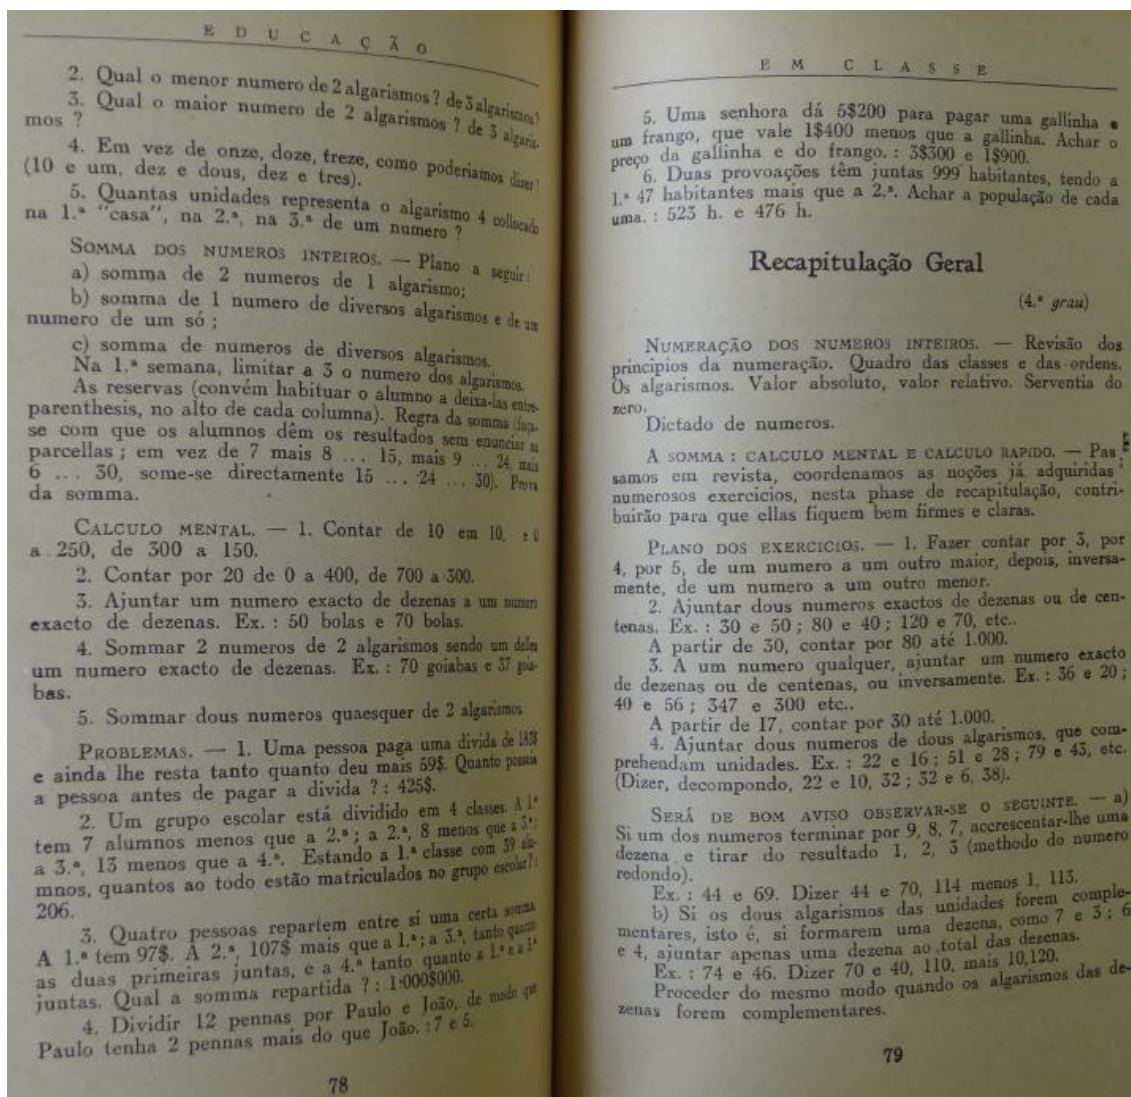 EDUCAÇÃO
2. Qual o menor numero de 2 algarismos? de 3 algarismos?
3. Qual o maior numero de 2 algarismos? de 3 algaris-
mos ?
4. Em vez de onze, doze, treze, como poderiamos dizer?
(10 e um, dez e dous, dez e tres).
5. Quantas unidades representa o algarismo 4 collocado
na 1.ª "casa", na 2.ª, na 3.ª de um numero ?
SOMMA DOS NUMEROS INTEIROS. — Plano a seguir:
a) somma de 2 numeros de 1 algarismo;
b) somma de 1 numero de diversos algarismos e de um
numero de um só ;
c) somma de numeros de diversos algarismos.
Na 1.ª semana, limitar a 3 o numero dos algarismos.
As reservas (convém habituar o alumno a deixa-las entre-
parenthesis, no alto de cada columna). Regra da somma (faça-
se com que os alumnos dêm os resultados sem enunciar as
parcellas ; em vez de 7 mais 8 ... 15, mais 9 ... 24, mais
6 ... 30, some-se directamente 15 ... 24 ... 30). Prova
da somma.
CALCULO MENTAL. — 1. Contar de 10 em 10, 0
a 250, de 300 a 150.
2. Contar por 20 de 0 a 400, de 700 a 300.
3. Ajuntar um numero exacto de dezenas a um numero
exacto de dezenas. Ex. : 50 bolas e 70 bolas.
4. Sommar 2 numeros de 2 algarismos sendo um deles
um numero exacto de dezenas. Ex. : 70 goiabas e 37 goia-
bas.
5. Sommar dous numeros quaesquer de 2 algarismos
PROBLEMAS. — 1. Uma pessoa paga uma divida de 183$
e ainda lhe resta tanto quanto deu mais 59$. Quanto possuia
a pessoa antes de pagar a divida ? : 425$.
2. Um grupo escolar está dividido em 4 classes. A 1.ª
tem 7 alumnos menos que a 2.ª ; a 2.ª, 8 menos que a 3.ª ;
a 3.ª, 13 menos que a 4.ª. Estando a 1.ª classe com 39 alu-
mnos, quantos ao todo estão matriculados no grupo escolar? :
206.
3. Quatro pessoas repartem entre si uma certa somma
A 1.ª tem 97$. A 2.ª, 107$ mais que a 1.ª ; a 3.ª, tanto quanto
as duas primeiras juntas, e a 4.ª tanto quanto a 1.ª e a 3.ª
juntas. Qual a somma repartida ? : 1:000$000.
4. Dividir 12 pennas por Paulo e João, de modo que
Paulo tenha 2 pennas mais do que João. : 7 e 5.
78
EM CLASSE
5. Uma senhora dá 5$200 para pagar uma gallinha e
um frango, que vale 1$400 menos que a gallinha. Achar o
preço da gallinha e do frango. : 3$300 e 1$900.
6. Duas provoações têm juntas 999 habitantes, tendo a
1.ª 47 habitantes mais que a 2.ª. Achar a população de cada
uma. : 523 h. e 476 h.
Recapitulação Geral
(4.º grau)
NUMERAÇÃO DOS NUMEROS INTEIROS. — Revisão dos
principios da numeração. Quadro das classes e das ordens.
Os algarismos. Valor absoluto, valor relativo. Serventia do
zero.
Dictado de numeros.
A SOMMA : CALCULO MENTAL E CALCULO RAPIDO. — Pas
samos em revista, coordenamos as noções já adquiridas
numerosos exercicios, nesta phase de recapitulação, contri-
buirão para que ellas fiquem bem firmes e claras.
PLANO DOS EXERCICIOS. — 1. Fazer contar por 3, por
4, por 5, de um numero a um outro maior, depois, inversa-
mente, de um numero a um outro menor.
2. Ajuntar dous numeros exactos de dezenas ou de cen-
tenas. Ex. : 30 e 50 ; 80 e 40 ; 120 e 70, etc..
A partir de 30, contar por 80 até 1.000.
3. A um numero qualquer, ajuntar um numero exacto
de dezenas ou de centenas, ou inversamente. Ex. : 36 e 20 ;
40 e 56 ; 347 e 300 etc..
A partir de 17, contar por 30 até 1.000.
4. Ajuntar dous numeros de dous algarismos, que com-
prehendam unidades. Ex. : 22 e 16 ; 51 e 28 ; 79 e 43, etc.
(Dizer, decompondo, 22 e 10, 32 ; 32 e 6, 38).
SERÁ DE BOM AVISO OBSERVAR-SE O SEGUINTE. — a)
Si um dos numeros terminar por 9, 8, 7, accrescentar-lhe uma
dezena e tirar do resultado 1, 2, 3 (methodo do numero
redondo).
Ex. : 44 e 69. Dizer 44 e 70, 114 menos 1, 113.
b) Si os dous algarismos das unidades forem comple-
mentares, isto é, si formarem uma dezena, como 7 e 3 ; 6
e 4, ajuntar apenas uma dezena ao total das dezenas.
Ex. : 74 e 46. Dizer 70 e 40, 110, mais 10,120.
Proceder do mesmo modo quando os algarismos das de-
zenas forem complementares.
79